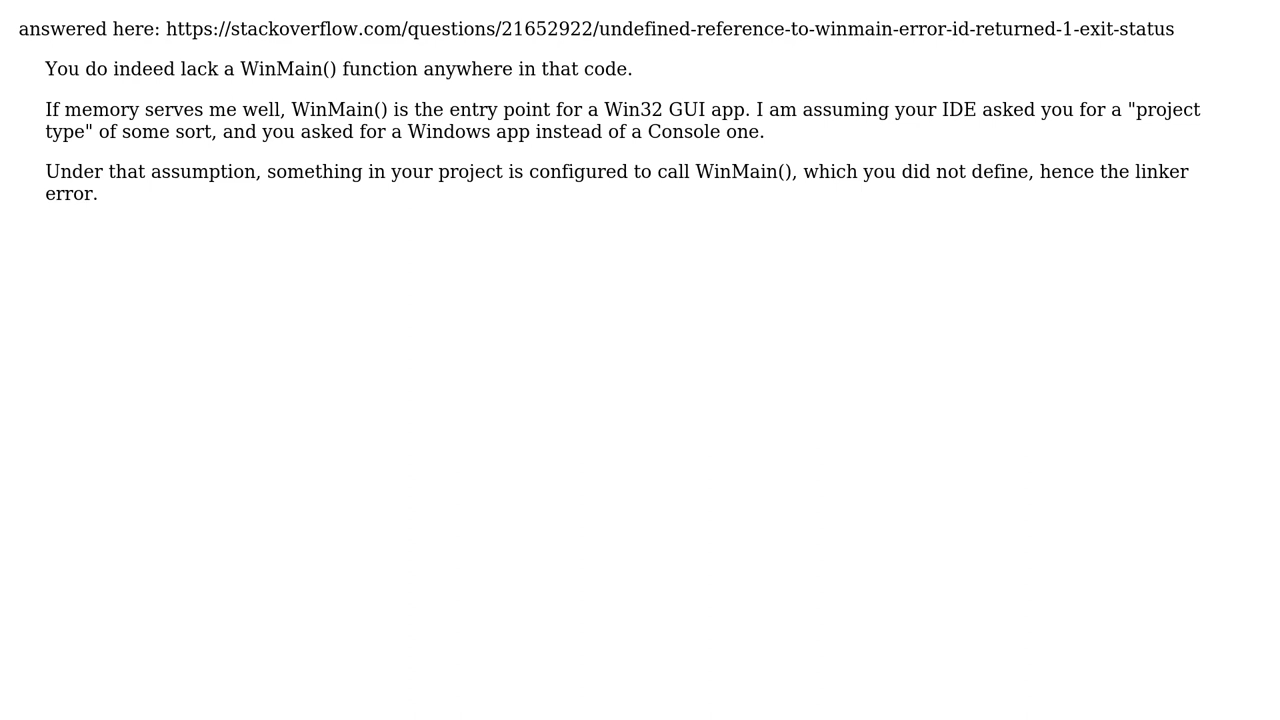 answered here: https://stackoverflow.com/questions/21652922/undefined-reference-to-winmain-error-id-returned-1-exit-status
You do indeed lack a WinMain() function anywhere in that code.
If memory serves me well, WinMain() is the entry point for a Win32 GUI app. I am assuming your IDE asked you for a "project
type" of some sort, and you asked for a Windows app instead of a Console one.
Under that assumption, something in your project is configured to call WinMain(), which you did not define, hence the linker
error.